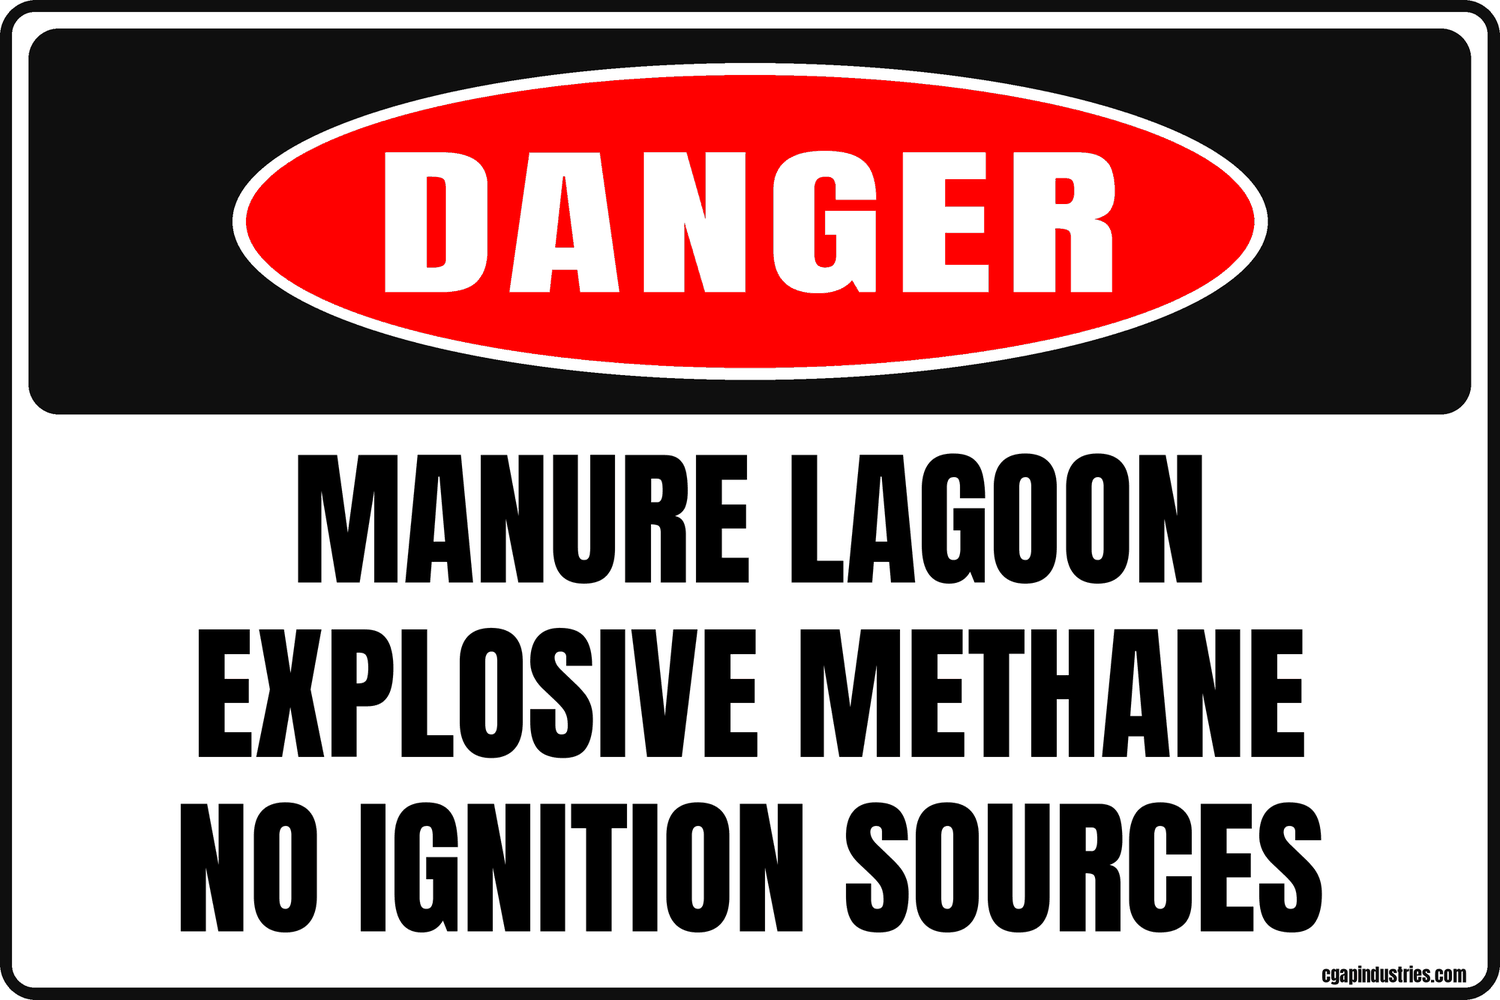 DANGER
MANURE LAGOON
EXPLOSIVE METHANE
NO IGNITION SOURCES
cgapindustries.com